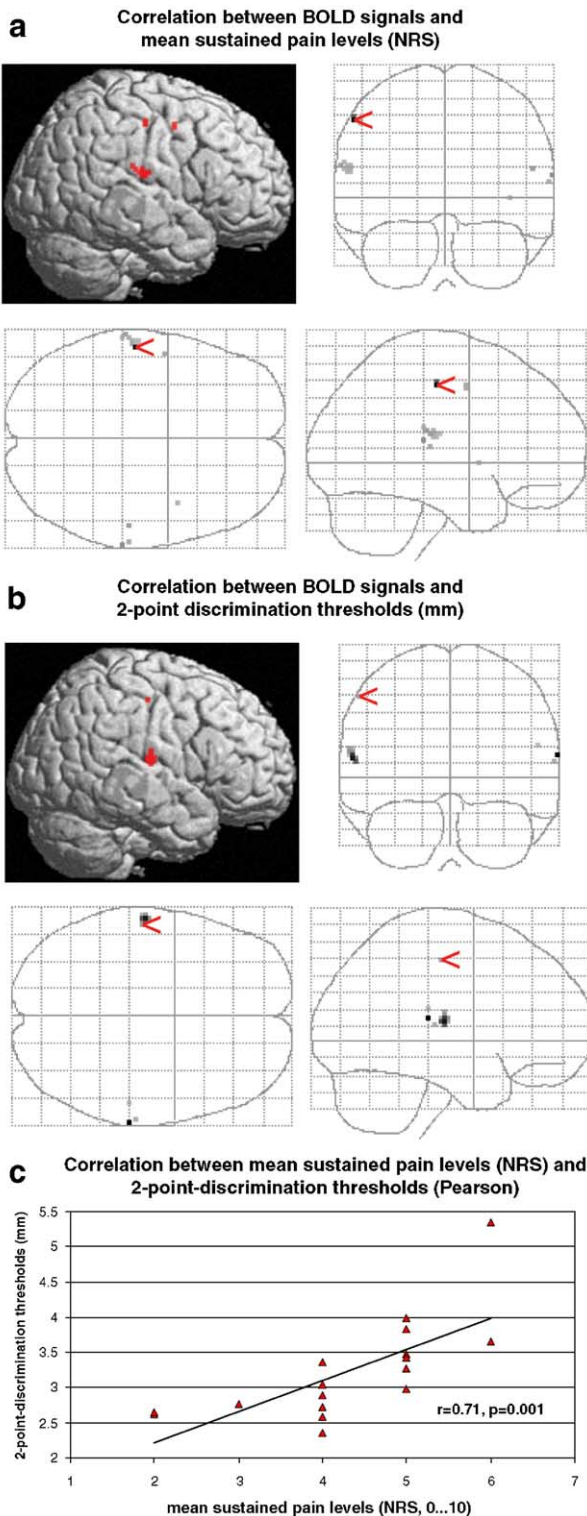 a
Correlation between BOLD signals and
mean sustained pain levels (NRS)
<
<
<
b
Correlation between BOLD signals and
2-point discrimination thresholds (mm)
<
<
<
c
Correlation between mean sustained pain levels (NRS) and
2-point-discrimination thresholds (Pearson)
2-point-discrimination thresholds (mm)
5.5
5
4.5
4
3.5
3
2.5
2
r=0.71, p=0.001
1 2 3 4 5 6 7
mean sustained pain levels (NRS, 0...10)